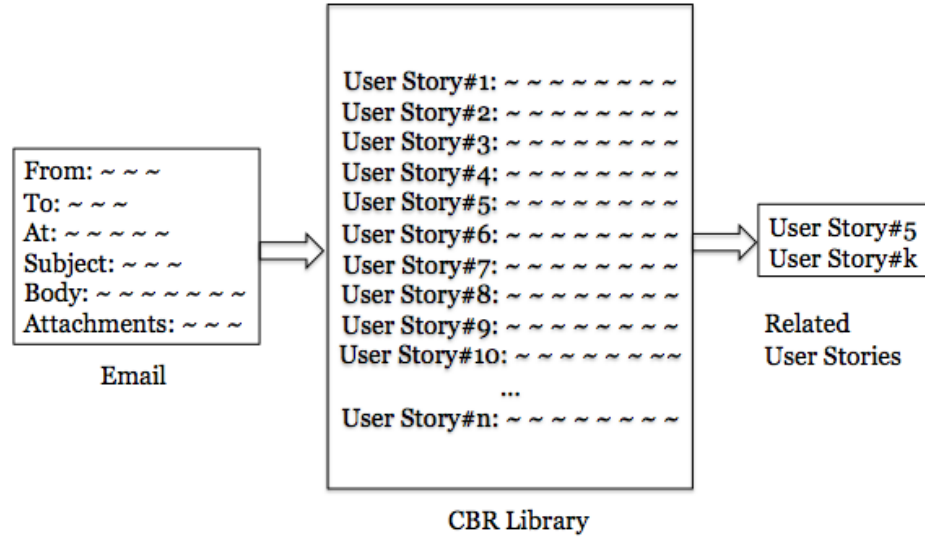 From: ~ ~ ~
To: ~ ~ ~
At: ~ ~ ~ ~ ~
Subject: ~ ~ ~
Body: ~ ~ ~ ~ ~ ~ ~
Attachments: ~ ~ ~
Email
User Story#1: ~ ~ ~ ~ ~ ~ ~ ~
User Story#2: ~ ~ ~ ~ ~ ~ ~ ~
User Story#3: ~ ~ ~ ~ ~ ~ ~ ~
User Story#4: ~ ~ ~ ~ ~ ~ ~ ~
User Story#5: ~ ~ ~ ~ ~ ~ ~ ~
User Story#6: ~ ~ ~ ~ ~ ~ ~ ~
User Story#7: ~ ~ ~ ~ ~ ~ ~ ~
User Story#8: ~ ~ ~ ~ ~ ~ ~ ~
User Story#9: ~ ~ ~ ~ ~ ~ ~ ~
User Story#10: ~ ~ ~ ~ ~ ~ ~~
...
User Story#n: ~ ~ ~ ~ ~ ~ ~ ~
CBR Library
User Story#5
User Story#k
Related
User Stories